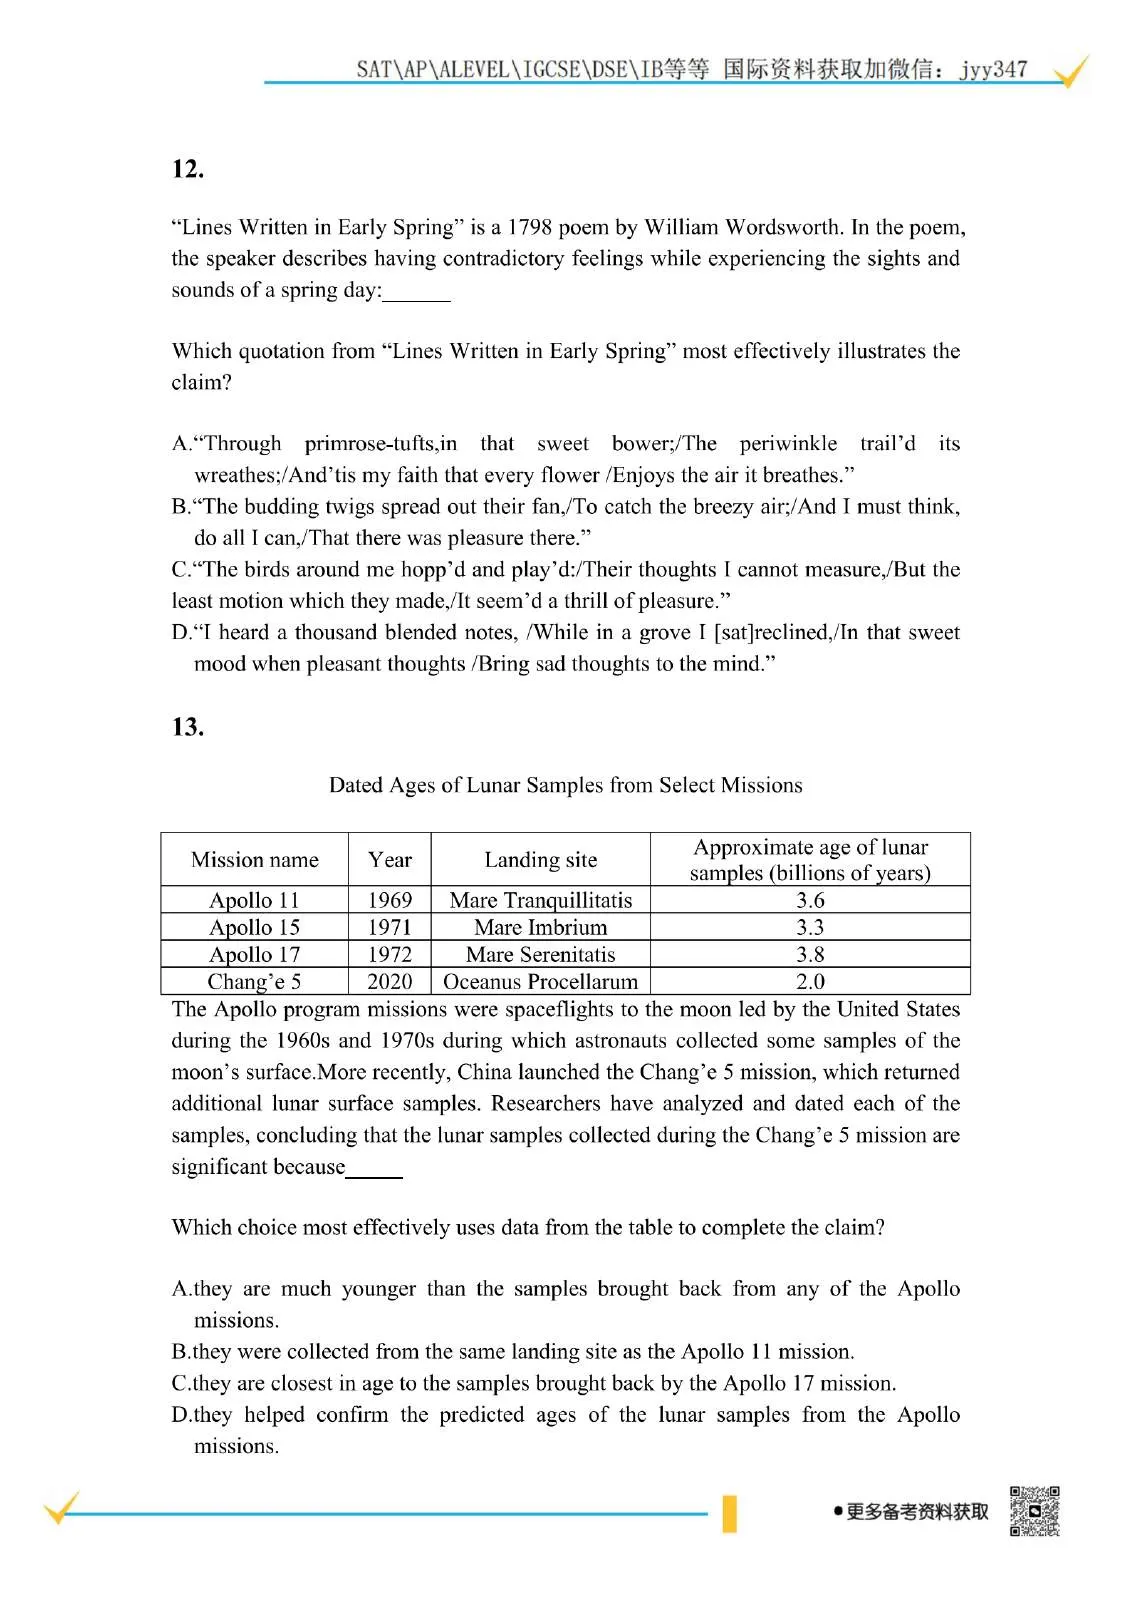 SAT\AP\ALEVEL\IGCSE\DSE\IB等等 国际资料获取加微信：jyy347
12.
“Lines Written in Early Spring” is a 1798 poem by William Wordsworth. In the poem,
the speaker describes having contradictory feelings while experiencing the sights and
sounds of a spring day:______
Which quotation from “Lines Written in Early Spring” most effectively illustrates the
claim?
A.“Through primrose-tufts,in that sweet bower;/The periwinkle trail’d its
wreathes;/And’tis my faith that every flower /Enjoys the air it breathes.”
B.“The budding twigs spread out their fan,/To catch the breezy air;/And I must think,
do all I can,/That there was pleasure there.”
C.“The birds around me hopp’d and play’d:/Their thoughts I cannot measure,/But the
least motion which they made,/It seem’d a thrill of pleasure.”
D.“I heard a thousand blended notes, /While in a grove I [sat]reclined,/In that sweet
mood when pleasant thoughts /Bring sad thoughts to the mind.”
13.
Dated Ages of Lunar Samples from Select Missions
Mission name Year Landing site Approximate age of lunar samples (billions of years)
Apollo 11 1969 Mare Tranquillitatis 3.6
Apollo 15 1971 Mare Imbrium 3.3
Apollo 17 1972 Mare Serenitatis 3.8
Chang’e 5 2020 Oceanus Procellarum 2.0
The Apollo program missions were spaceflights to the moon led by the United States
during the 1960s and 1970s during which astronauts collected some samples of the
moon’s surface.More recently, China launched the Chang’e 5 mission, which returned
additional lunar surface samples. Researchers have analyzed and dated each of the
samples, concluding that the lunar samples collected during the Chang’e 5 mission are
significant because_____
Which choice most effectively uses data from the table to complete the claim?
A.they are much younger than the samples brought back from any of the Apollo
missions.
B.they were collected from the same landing site as the Apollo 11 mission.
C.they are closest in age to the samples brought back by the Apollo 17 mission.
D.they helped confirm the predicted ages of the lunar samples from the Apollo
missions.
•更多备考资料获取